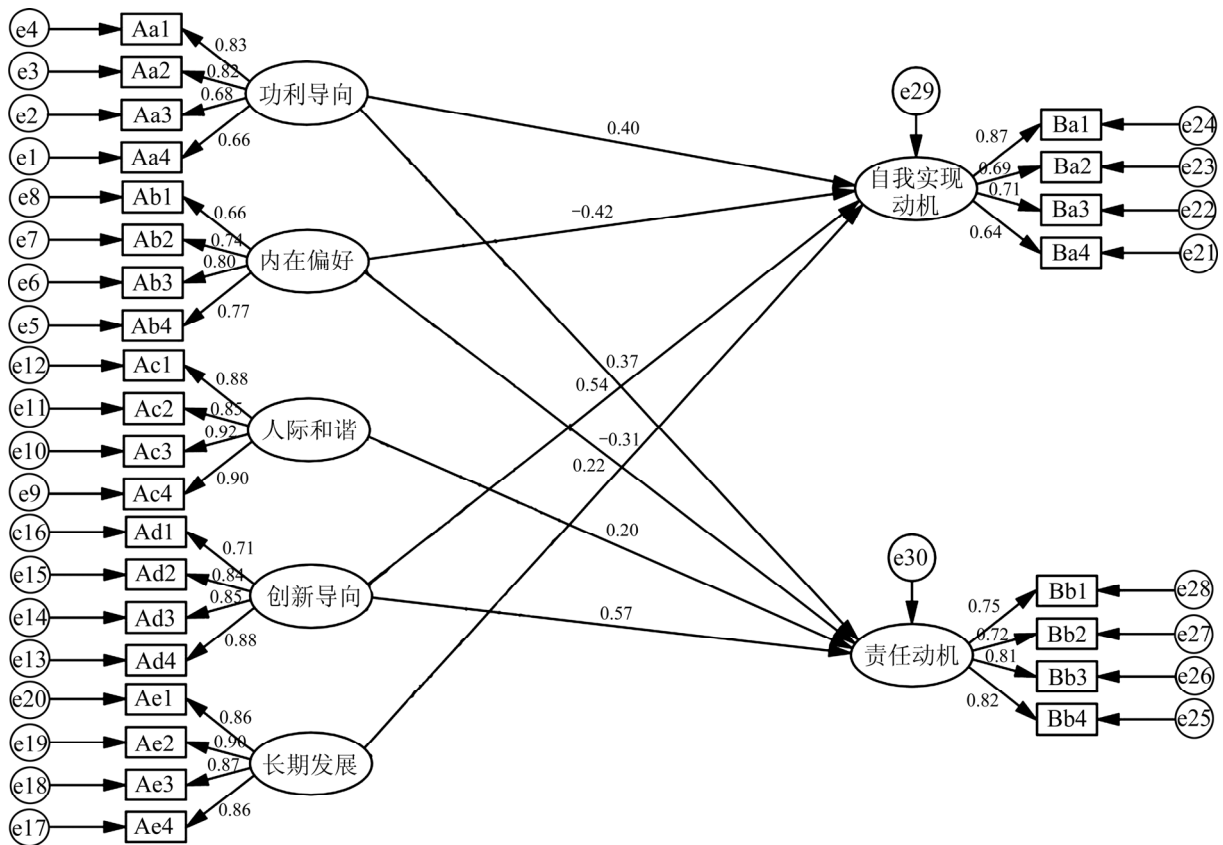 e4
Aa1
0.83
e3
Aa2
0.82
e2
Aa3
0.68
e1
Aa4
0.66
功利导向
e8
Ab1
0.66
e7
Ab2
0.74
e6
Ab3
0.80
e5
Ab4
0.77
内在偏好
e12
Ac1
0.88
e11
Ac2
0.85
e10
Ac3
0.92
e9
Ac4
0.90
人际和谐
c16
Ad1
0.71
e15
Ad2
0.84
e14
Ad3
0.85
e13
Ad4
0.88
创新导向
e20
Ae1
0.86
e19
Ae2
0.90
e18
Ae3
0.87
e17
Ae4
0.86
长期发展
0.40
−0.42
0.37
0.54
−0.31
0.22
0.20
0.57
e29
自我实现
动机
0.87
Ba1
e24
0.69
Ba2
e23
0.71
Ba3
e22
0.64
Ba4
e21
e30
责任动机
0.75
Bb1
e28
0.72
Bb2
e27
0.81
Bb3
e26
0.82
Bb4
e25